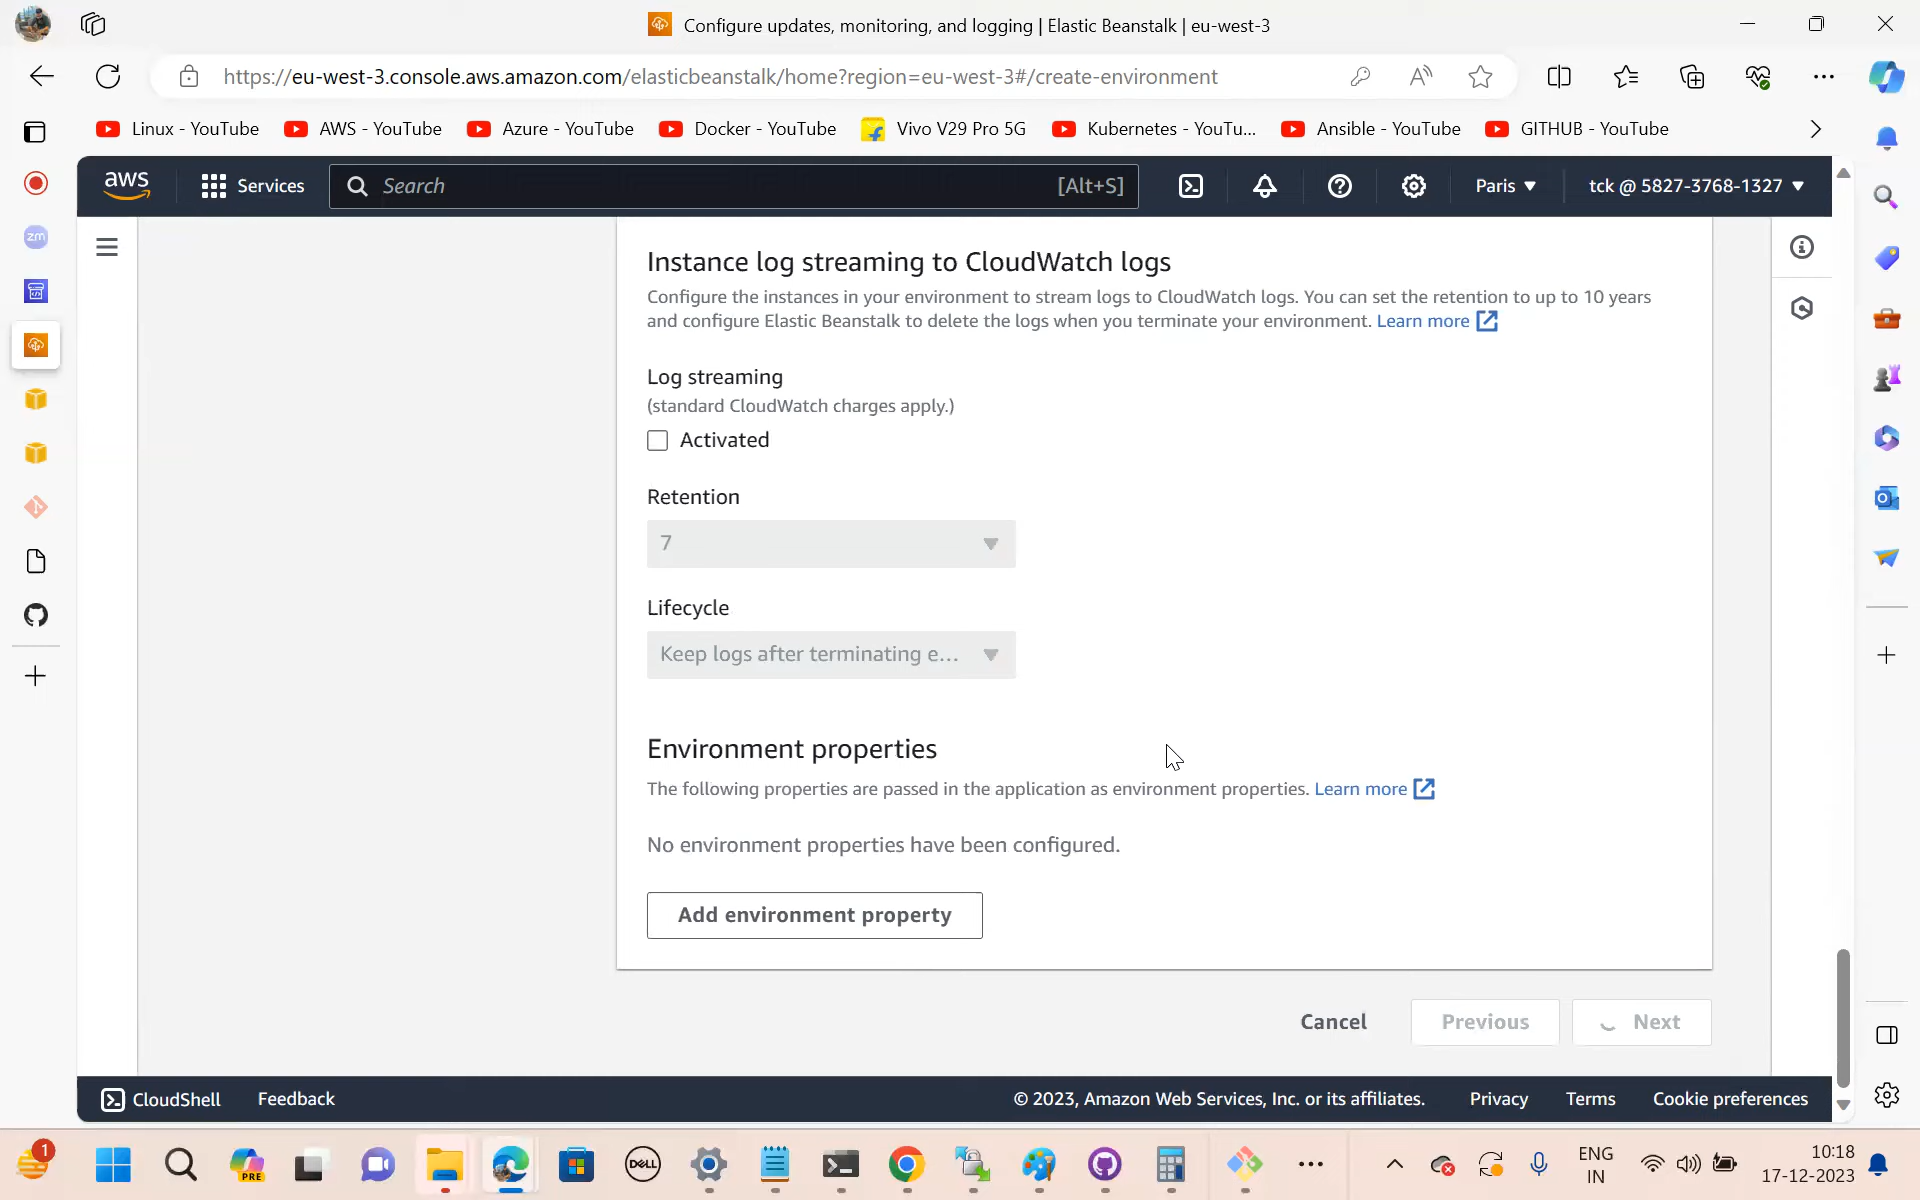 Configure updates, monitoring, and logging | Elastic Beanstalk | eu-west-3
https://eu-west-3.console.aws.amazon.com/elasticbeanstalk/home?region=eu-west-3#/create-environment
Linux - YouTube
AWS - YouTube
Azure - YouTube
Docker - YouTube
Vivo V29 Pro 5G
Kubernetes - YouTu...
Ansible - YouTube
GITHUB - YouTube
aws
Services
Search
[Alt+S]
Paris
tck @ 5827-3768-1327
zm
Instance log streaming to CloudWatch logs
Configure the instances in your environment to stream logs to CloudWatch logs. You can set the retention to up to 10 years
and configure Elastic Beanstalk to delete the logs when you terminate your environment. Learn more
Log streaming
(standard CloudWatch charges apply.)
Activated
Retention
7
Lifecycle
Keep logs after terminating e...
Environment properties
The following properties are passed in the application as environment properties. Learn more
No environment properties have been configured.
Add environment property
Cancel
Previous
Next
CloudShell
Feedback
© 2023, Amazon Web Services, Inc. or its affiliates.
Privacy
Terms
Cookie preferences
1
PRE
DELL
ENG
IN
10:18
17-12-2023